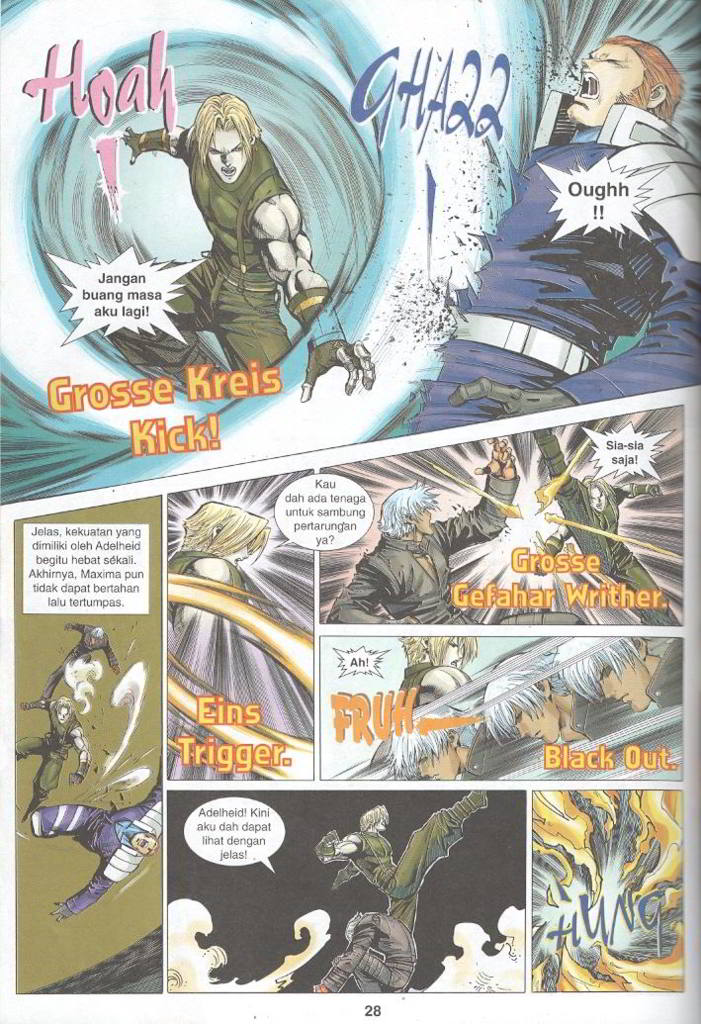 Hoah
!
GHAZZ
!
Oughh
!!
Jangan
buang masa
aku lagi!
Grosse Kreis
Kick!
Jelas, kekuatan yang
dimiliki oleh Adelheid
begitu hebat sekali.
Akhirnya, Maxima pun
tidak dapat bertahan
lalu tertumpas.
Kau
dah ada tenaga
untuk sambung
pertarungan
ya?
Sia-sia
saja!
Grosse
Gefahar Writher.
Eins
Trigger.
Ah!
FRUH
Black Out.
Adelheid! Kini
aku dah dapat
lihat dengan
jelas!
HUNG
28